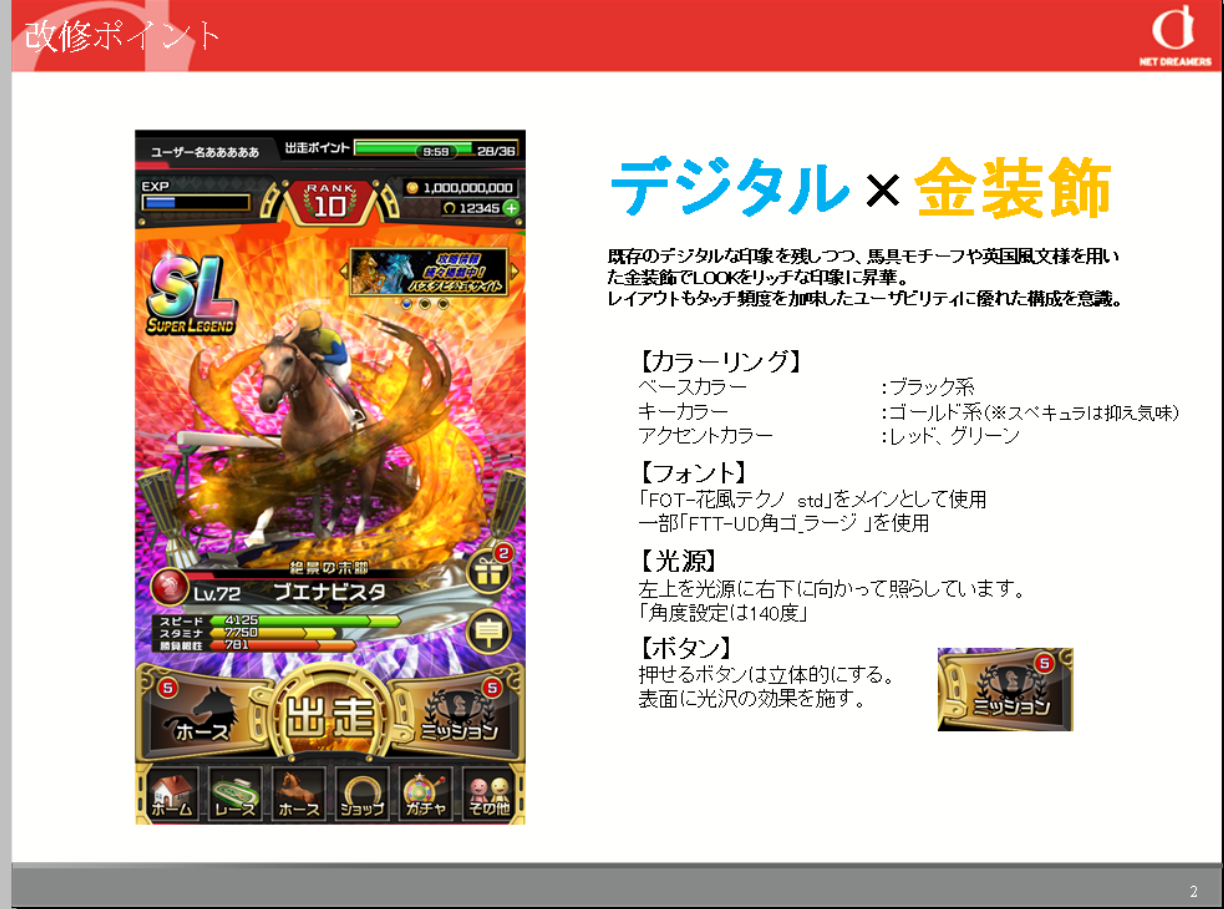 改修ポイント
NET DREAMERS
ユーザー名ああああああ
出走ポイント
9:59
28/36
EXP
RANK
10
1,000,000,000
12345
SL
SUPER LEGEND
攻略情報
続々掲載中!
パズダビ公式サイト
絶景の末脚
2
Lv.72
ブエナビスタ
スピード 4125
スタミナ 7750
勝負根性 781
5
ホース
出走
5
ミッション
ホーム
レース
ホース
ショップ
ガチャ
その他
デジタル×金装飾
既存のデジタルな印象を残しつつ、馬具モチーフや英国風文様を用い
た金装飾でLOOKをリッチな印象に昇華。
レイアウトもタッチ頻度を加味したユーザビリティに優れた構成を意識。
【カラーリング】
ベースカラー :ブラック系
キーカラー :ゴールド系(※スペキュラは抑え気味)
アクセントカラー :レッド、グリーン
【フォント】
「FOT-花風テクノ std」をメインとして使用
一部「FTT-UD角ゴ_ラージ 」を使用
【光源】
左上を光源に右下に向かって照らしています。
「角度設定は140度」
【ボタン】
押せるボタンは立体的にする。
表面に光沢の効果を施す。
5
ミッション
2